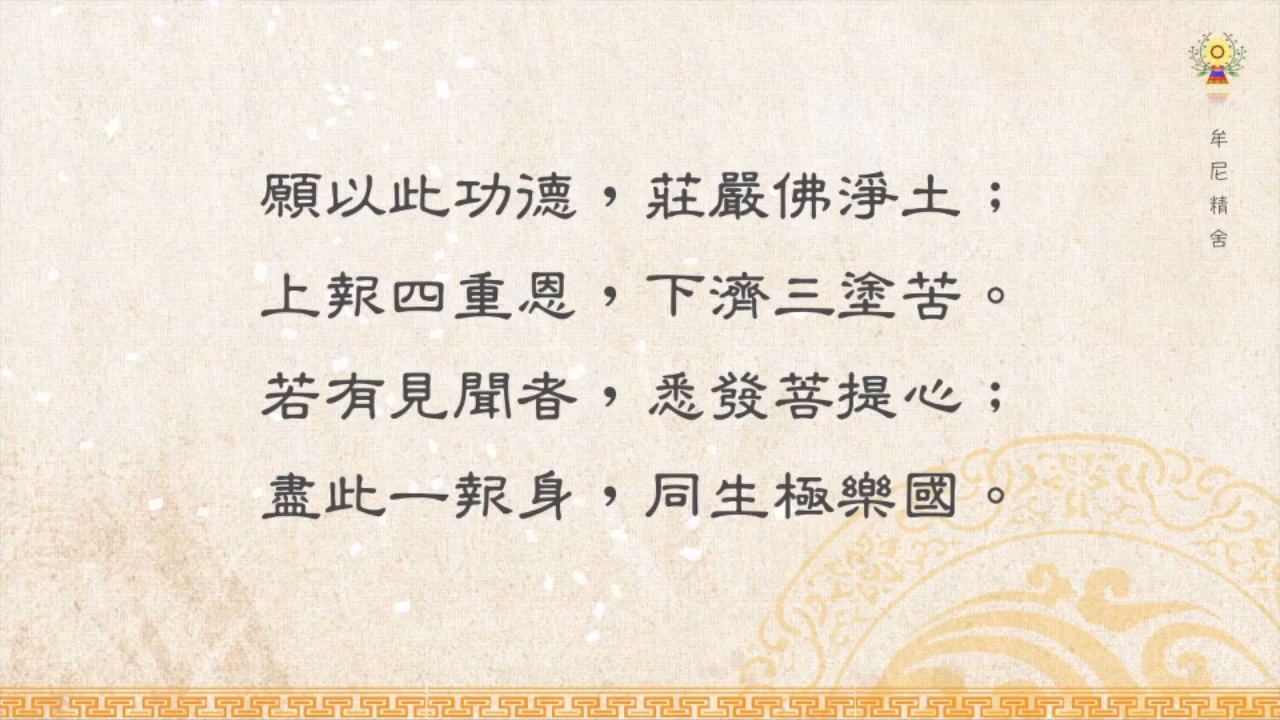 願以此功德，莊嚴佛淨土；
上報四重恩，下濟三塗苦。
若有見聞者，悉發菩提心；
盡此一報身，同生極樂國。
牟尼精舍